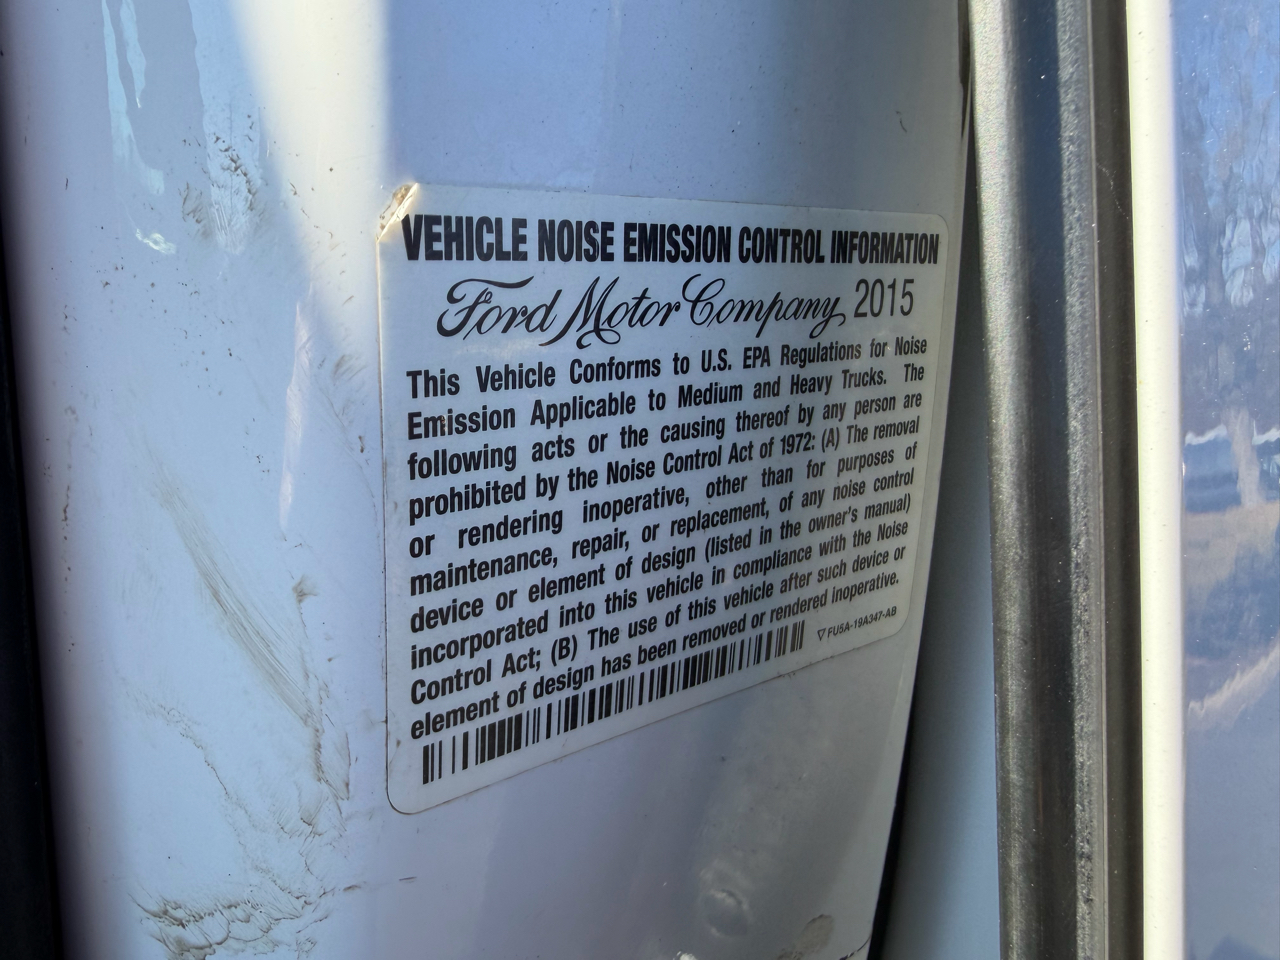 VEHICLE NOISE EMISSION CONTROL INFORMATION
Ford Motor Company 2015
This Vehicle Conforms to U.S. EPA Regulations for Noise
Emission Applicable to Medium and Heavy Trucks. The
following acts or the causing thereof by any person are
prohibited by the Noise Control Act of 1972: (A) The removal
or rendering inoperative, other than for purposes of
maintenance, repair, or replacement, of any noise control
device or element of design (listed in the owner's manual)
incorporated into this vehicle in compliance with the Noise
Control Act; (B) The use of this vehicle after such device or
element of design has been removed or rendered inoperative.
▽ FU5A-19A347-AB